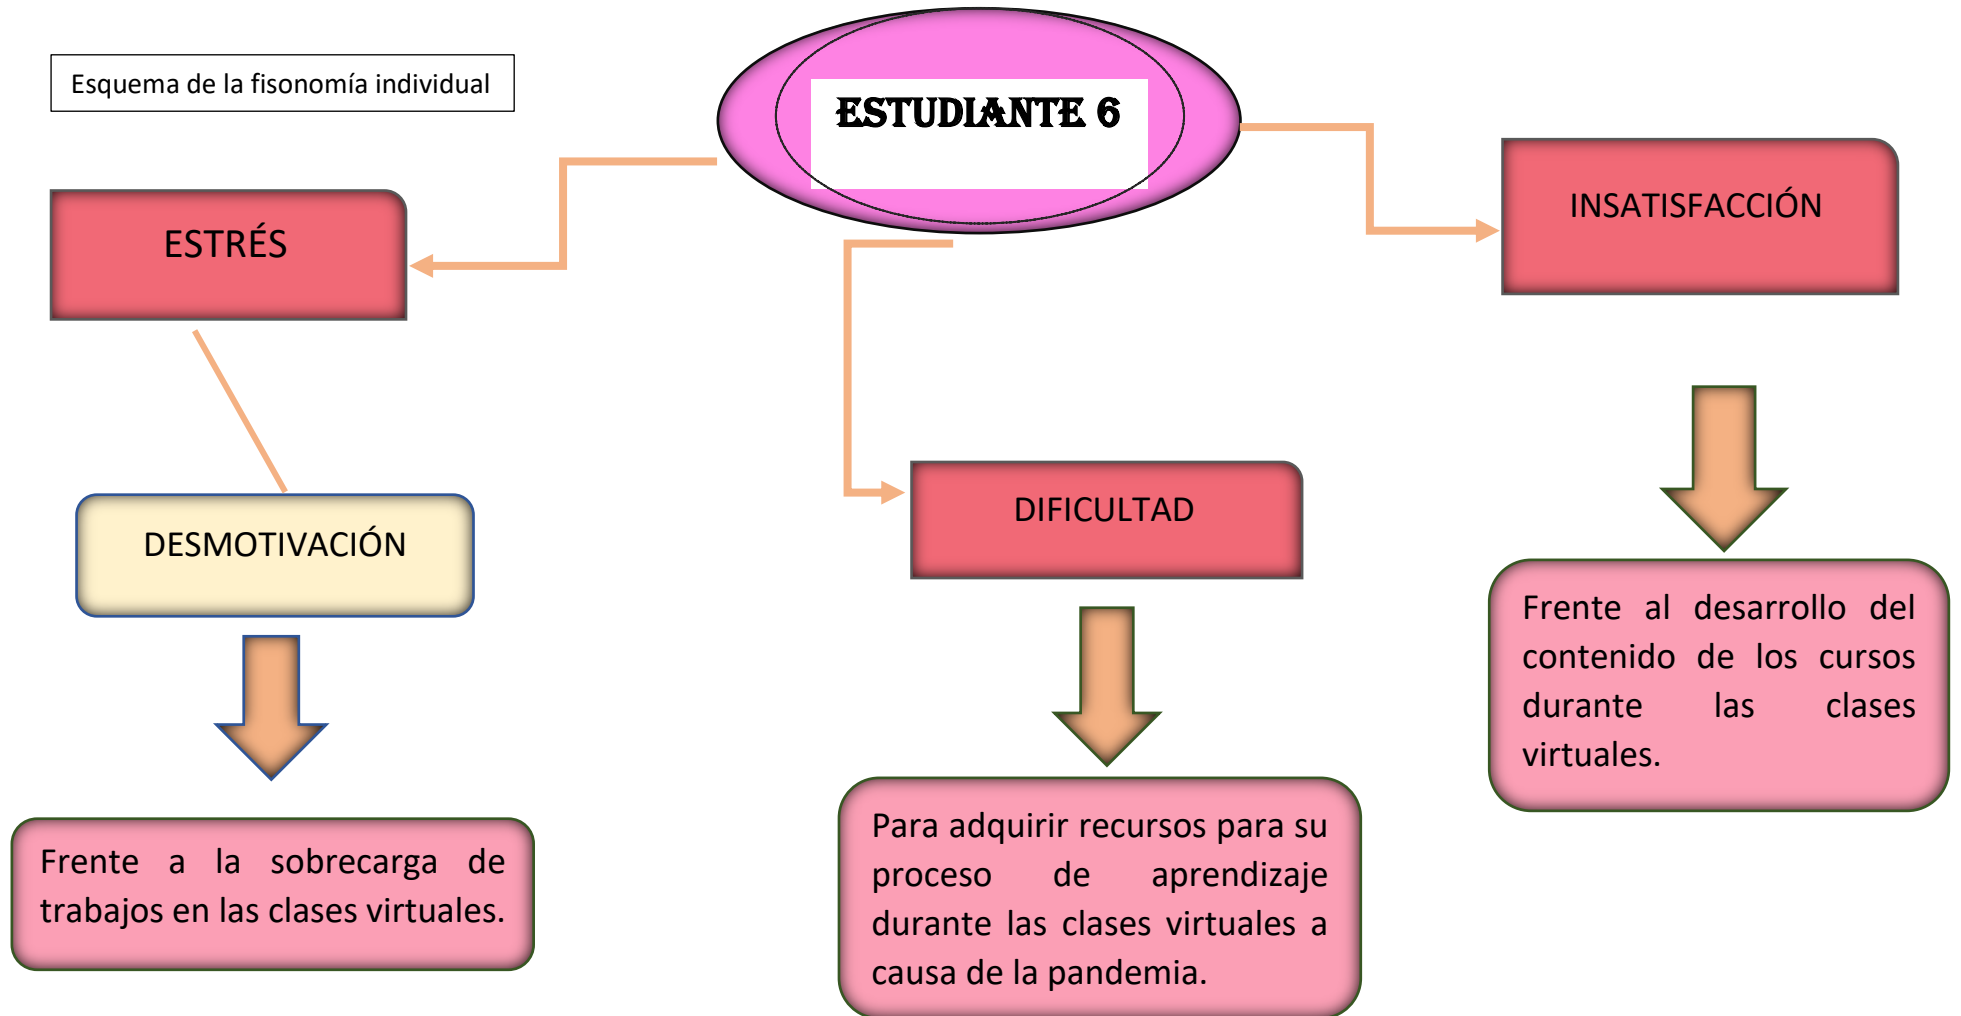 Esquema de la fisonomía individual
ESTUDIANTE 6
ESTRÉS
INSATISFACCIÓN
DESMOTIVACIÓN
DIFICULTAD
Frente a la sobrecarga de
trabajos en las clases virtuales.
Para adquirir recursos para su
proceso de aprendizaje
durante las clases virtuales a
causa de la pandemia.
Frente al desarrollo del
contenido de los cursos
durante las clases
virtuales.